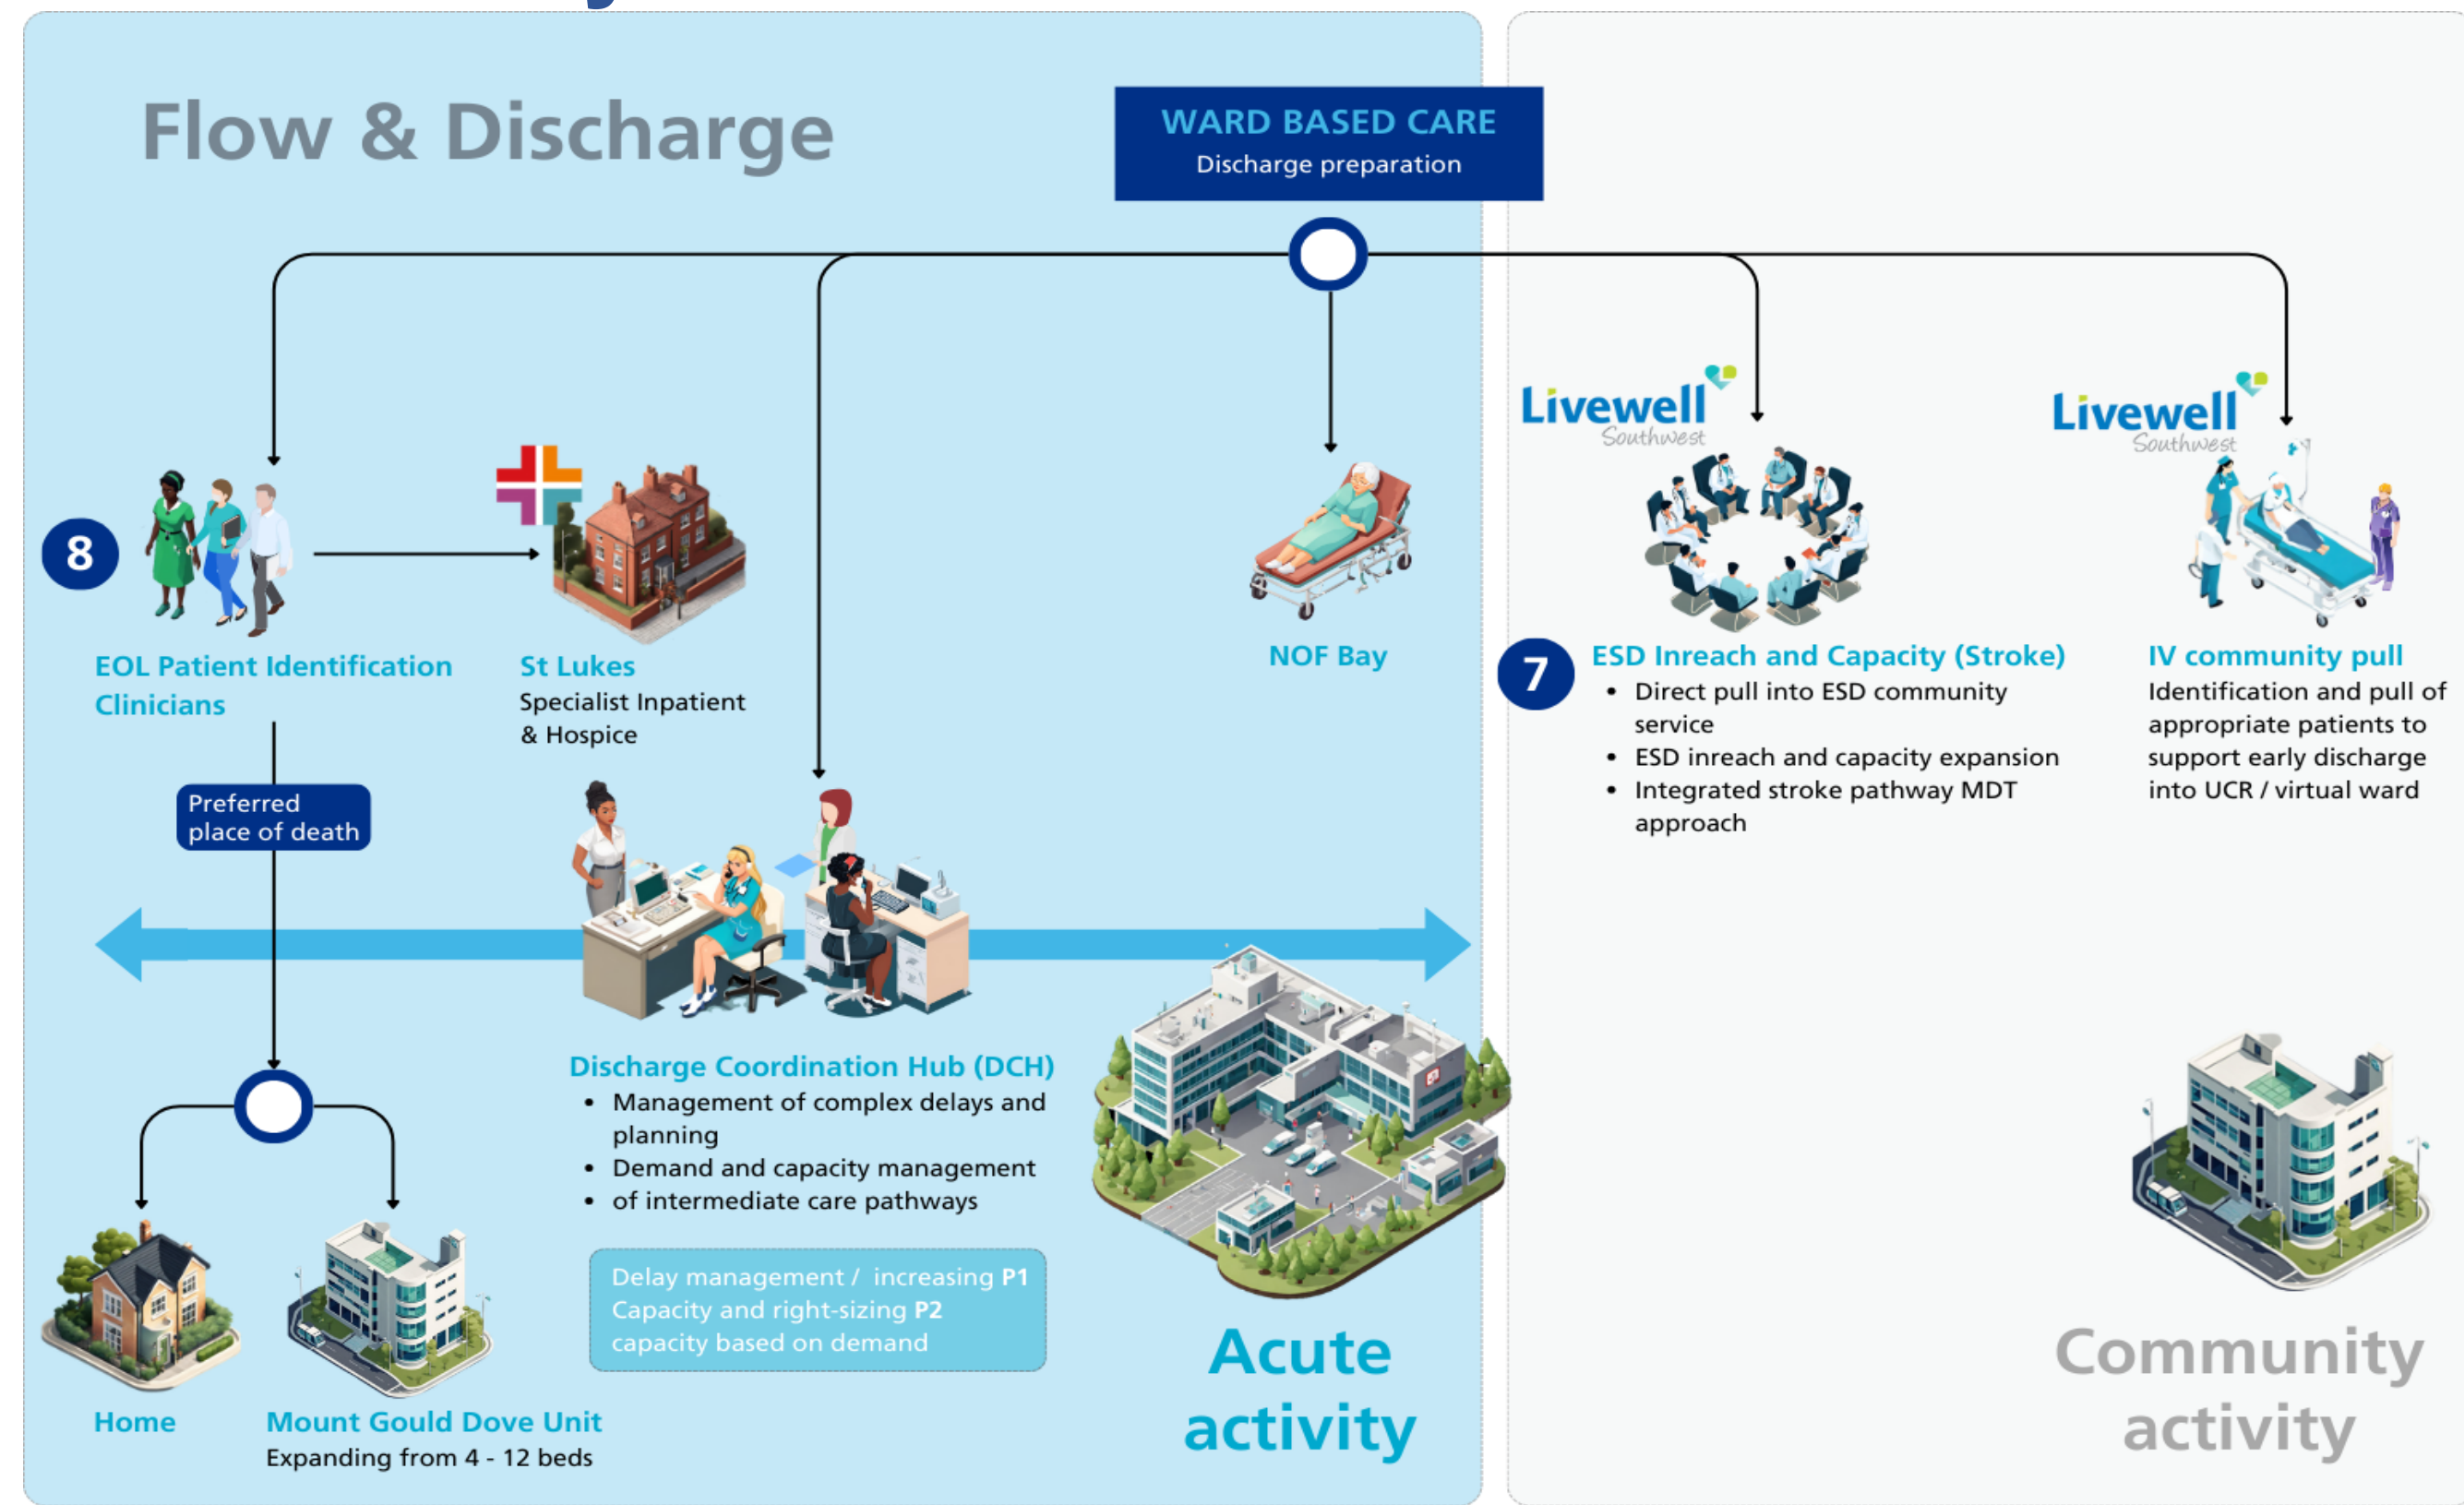 Flow & Discharge
WARD BASED CARE
Discharge preparation
8
EOL Patient Identification
Clinicians
St Lukes
Specialist Inpatient
& Hospice
NOF Bay
Livewell
Southwest
7
ESD Inreach and Capacity (Stroke)
• Direct pull into ESD community
service
• ESD inreach and capacity expansion
• Integrated stroke pathway MDT
approach
Livewell
Southwest
IV community pull
Identification and pull of
appropriate patients to
support early discharge
into UCR / virtual ward
Preferred
place of death
Discharge Coordination Hub (DCH)
• Management of complex delays and
planning
• Demand and capacity management
• of intermediate care pathways
Delay management / increasing P1
Capacity and right-sizing P2
capacity based on demand
Home
Mount Gould Dove Unit
Expanding from 4 - 12 beds
Acute
activity
Community
activity